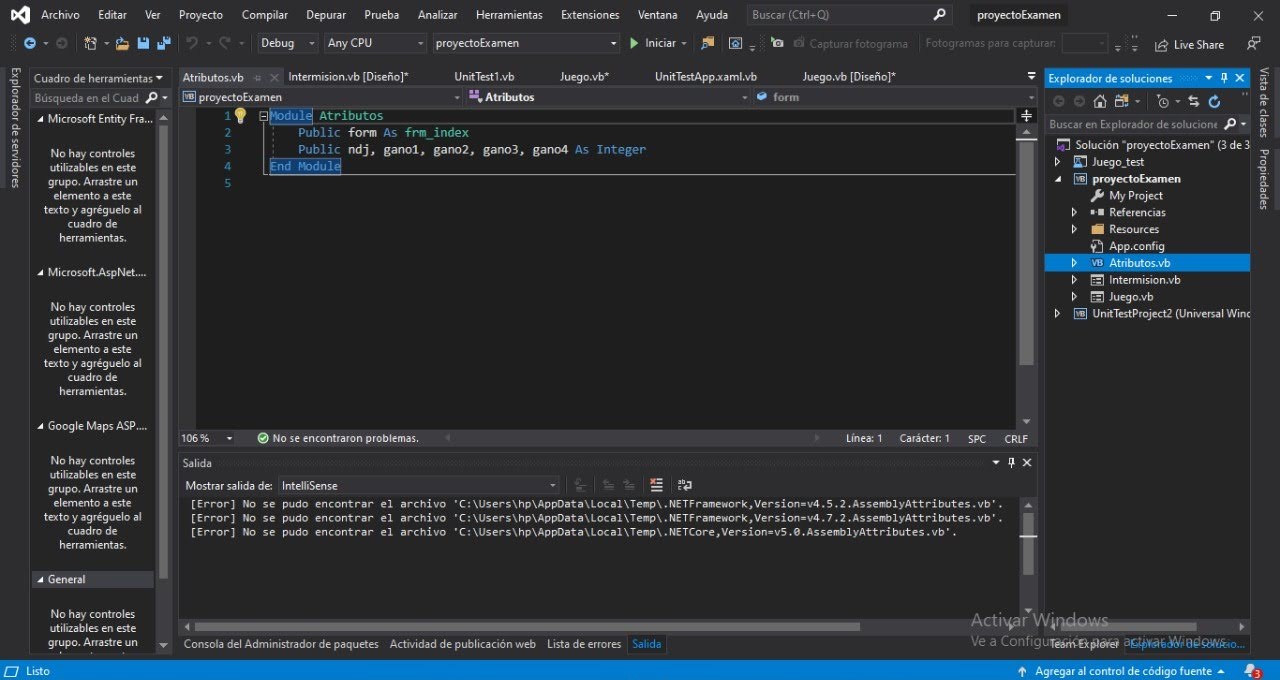 Archivo Editar Ver Proyecto Compilar Depurar Prueba Analizar Herramientas Extensiones Ventana Ayuda Buscar (Ctrl+Q) proyectoExamen
Debug Any CPU proyectoExamen Iniciar Capturar fotograma Fotogramas para capturar: Live Share
Explorador de servidores
Cuadro de herramientas
Búsqueda en el Cuad
Microsoft Entity Fra...
No hay controles
utilizables en este
grupo. Arrastre un
elemento a este
texto y agréguelo al
cuadro de
herramientas.
Microsoft.AspNet....
No hay controles
utilizables en este
grupo. Arrastre un
elemento a este
texto y agréguelo al
cuadro de
herramientas.
Google Maps ASP....
No hay controles
utilizables en este
grupo. Arrastre un
elemento a este
texto y agréguelo al
cuadro de
herramientas.
General
No hay controles
utilizables en este
grupo. Arrastre un
Atributos.vb Intermision.vb [Diseño]* UnitTest1.vb Juego.vb* UnitTestApp.xaml.vb Juego.vb [Diseño]*
proyectoExamen Atributos form
1 Module Atributos
2 Public form As frm_index
3 Public ndj, gano1, gano2, gano3, gano4 As Integer
4 End Module
5
106 % No se encontraron problemas. Línea: 1 Carácter: 1 SPC CRLF
Salida
Mostrar salida de: IntelliSense
[Error] No se pudo encontrar el archivo 'C:\Users\hp\AppData\Local\Temp\.NETFramework,Version=v4.5.2.AssemblyAttributes.vb'.
[Error] No se pudo encontrar el archivo 'C:\Users\hp\AppData\Local\Temp\.NETFramework,Version=v4.7.2.AssemblyAttributes.vb'.
[Error] No se pudo encontrar el archivo 'C:\Users\hp\AppData\Local\Temp\.NETCore,Version=v5.0.AssemblyAttributes.vb'.
Consola del Administrador de paquetes Actividad de publicación web Lista de errores Salida
Explorador de soluciones
Buscar en Explorador de solucione
Solución "proyectoExamen" (3 de 3
Juego_test
VB proyectoExamen
My Project
Referencias
Resources
App.config
VB Atributos.vb
Intermision.vb
Juego.vb
VB UnitTestProject2 (Universal Winc
Vista de clases
Propiedades
Activar Windows
Ve a Configuración para activar Windows.
Team Explorer Explorador de solucio...
Listo Agregar al control de código fuente 3